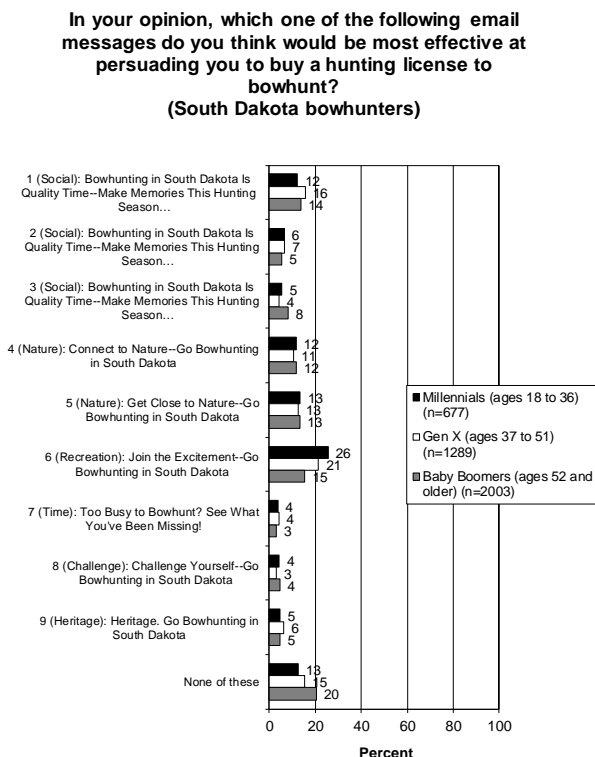 In your opinion, which one of the following email
messages do you think would be most effective at
persuading you to buy a hunting license to
bowhunt?
(South Dakota bowhunters)
1 (Social): Bowhunting in South Dakota Is
Quality Time--Make Memories This Hunting
Season…
12
16
14
2 (Social): Bowhunting in South Dakota Is
Quality Time--Make Memories This Hunting
Season…
6
7
5
3 (Social): Bowhunting in South Dakota Is
Quality Time--Make Memories This Hunting
Season…
5
4
8
4 (Nature): Connect to Nature--Go Bowhunting
in South Dakota
12
11
12
5 (Nature): Get Close to Nature--Go
Bowhunting in South Dakota
13
13
13
6 (Recreation): Join the Excitement--Go
Bowhunting in South Dakota
26
21
15
7 (Time): Too Busy to Bowhunt? See What
You've Been Missing!
4
4
3
8 (Challenge): Challenge Yourself--Go
Bowhunting in South Dakota
4
3
4
9 (Heritage): Heritage. Go Bowhunting in
South Dakota
5
6
5
None of these
13
15
20
0 20 40 60 80 100
Percent
Millennials (ages 18 to 36)
(n=677)
Gen X (ages 37 to 51)
(n=1289)
Baby Boomers (ages 52 and
older) (n=2003)